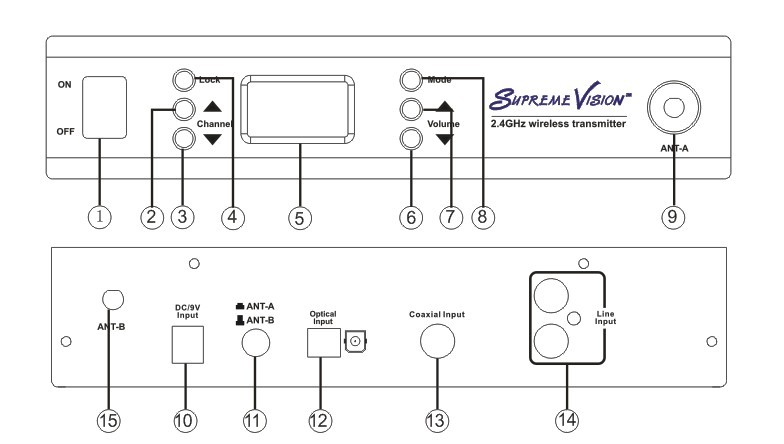 ON
OFF
Lock
Channel
Mode
Volume
SUPREME VISION™
2.4GHz wireless transmitter
ANT-A
1 2 3 4 5 6 7 8 9
ANT-B
DC/9V
Input
ANT-A
ANT-B
Optical
Input
Coaxial Input
Line
Input
15 10 11 12 13 14